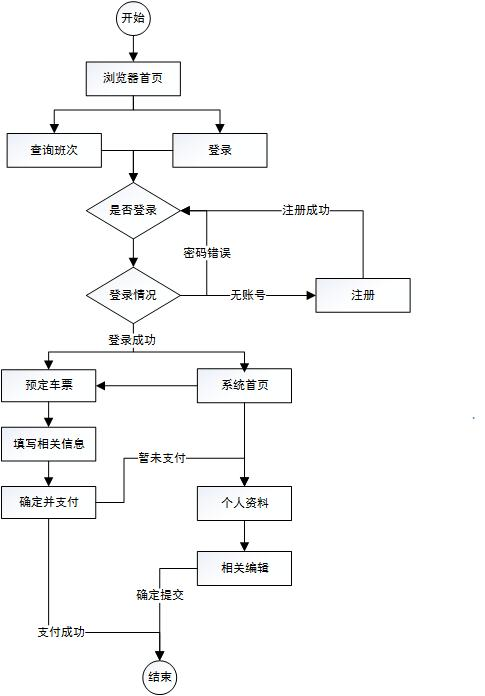 开始
浏览器首页
查询班次
登录
是否登录
注册成功
密码错误
登录情况
无账号
注册
登录成功
预定车票
系统首页
填写相关信息
暂未支付
确定并支付
个人资料
相关编辑
确定提交
支付成功
结束